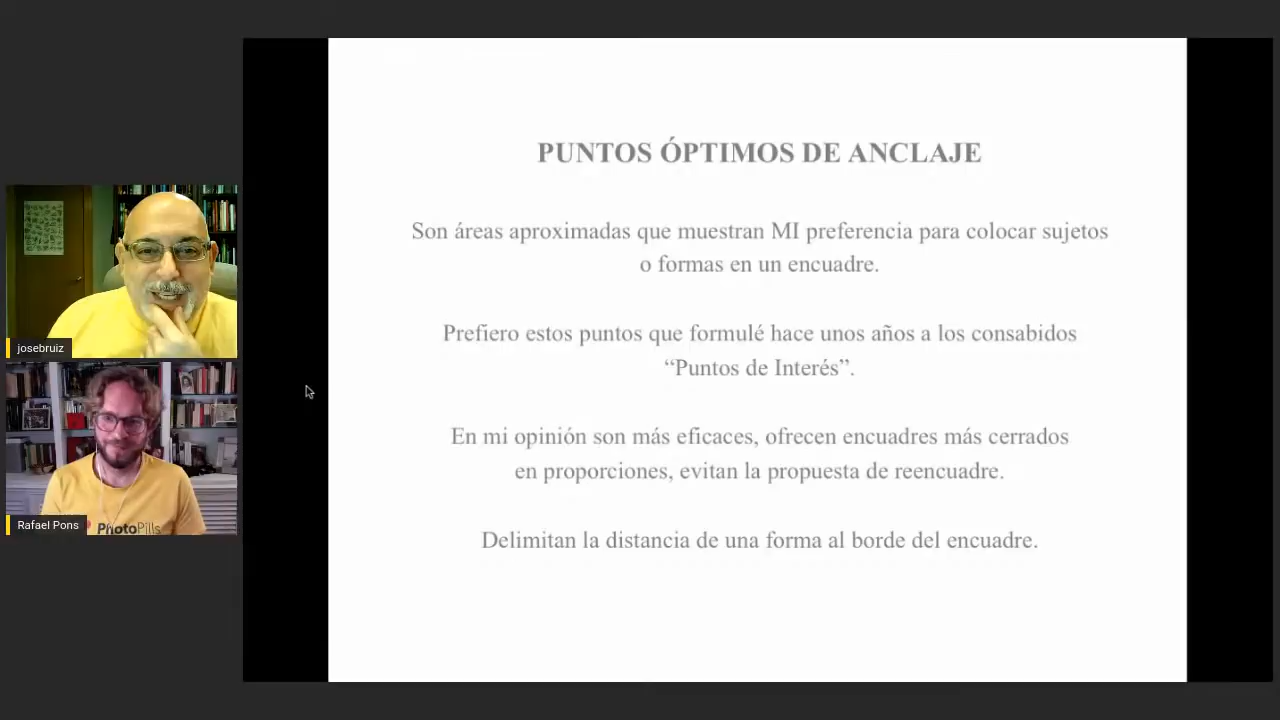 PUNTOS ÓPTIMOS DE ANCLAJE
Son áreas aproximadas que muestran MI preferencia para colocar sujetos
o formas en un encuadre.
Prefiero estos puntos que formulé hace unos años a los consabidos
“Puntos de Interés”.
En mi opinión son más eficaces, ofrecen encuadres más cerrados
en proporciones, evitan la propuesta de reencuadre.
Delimitan la distancia de una forma al borde del encuadre.
josebruiz
PhotoPills
Rafael Pons